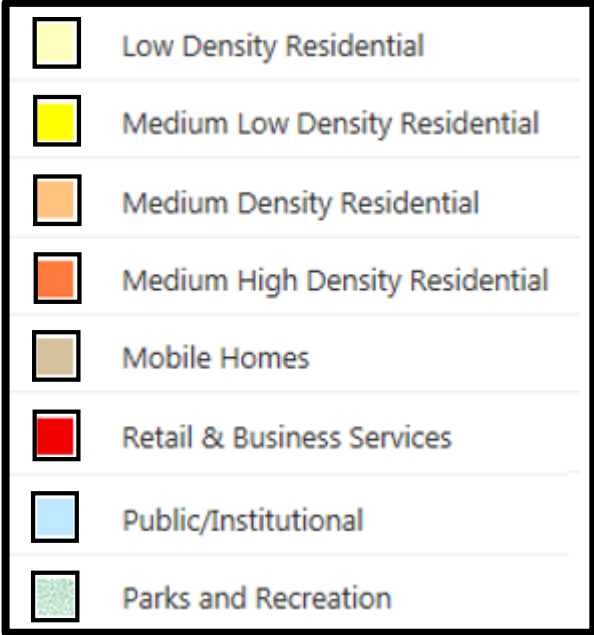 Low Density Residential
Medium Low Density Residential
Medium Density Residential
Medium High Density Residential
Mobile Homes
Retail & Business Services
Public/Institutional
Parks and Recreation